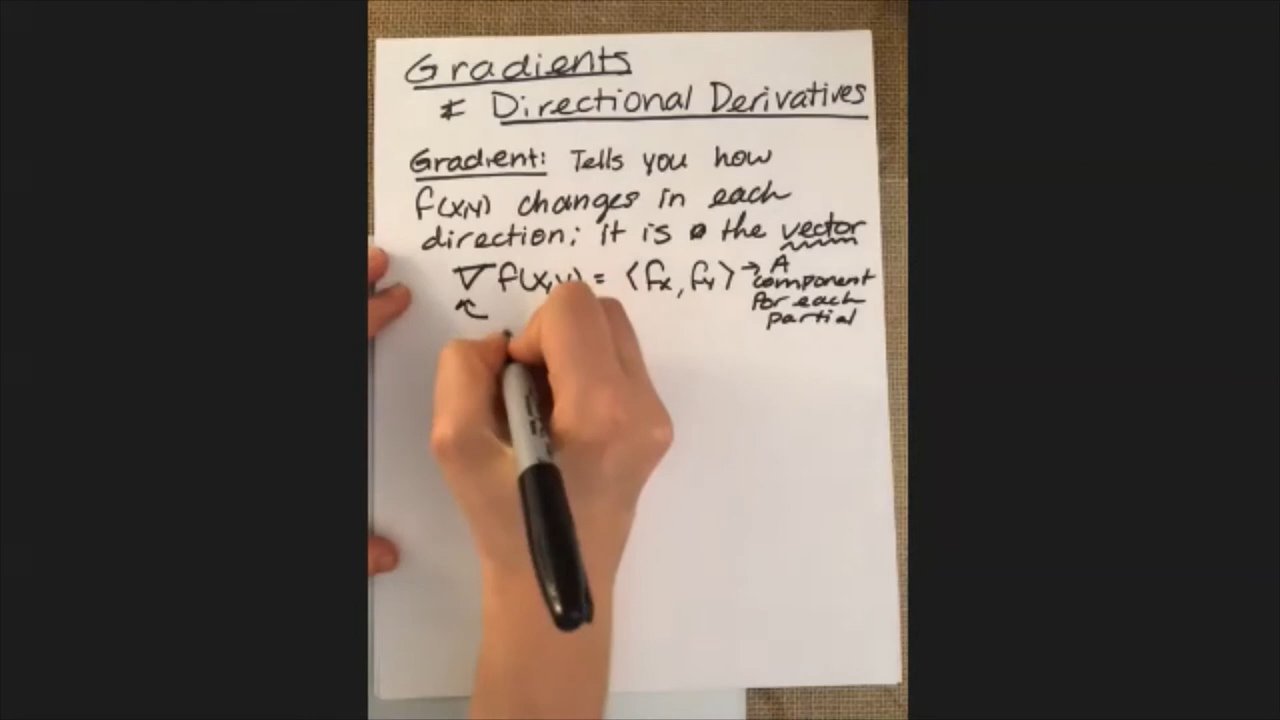 Gradients
& Directional Derivatives
Gradient: Tells you how
f(x,y) changes in each
direction; it is the vector
∇f(x,y) = ⟨fx, fy⟩ → A
component
for each
partial